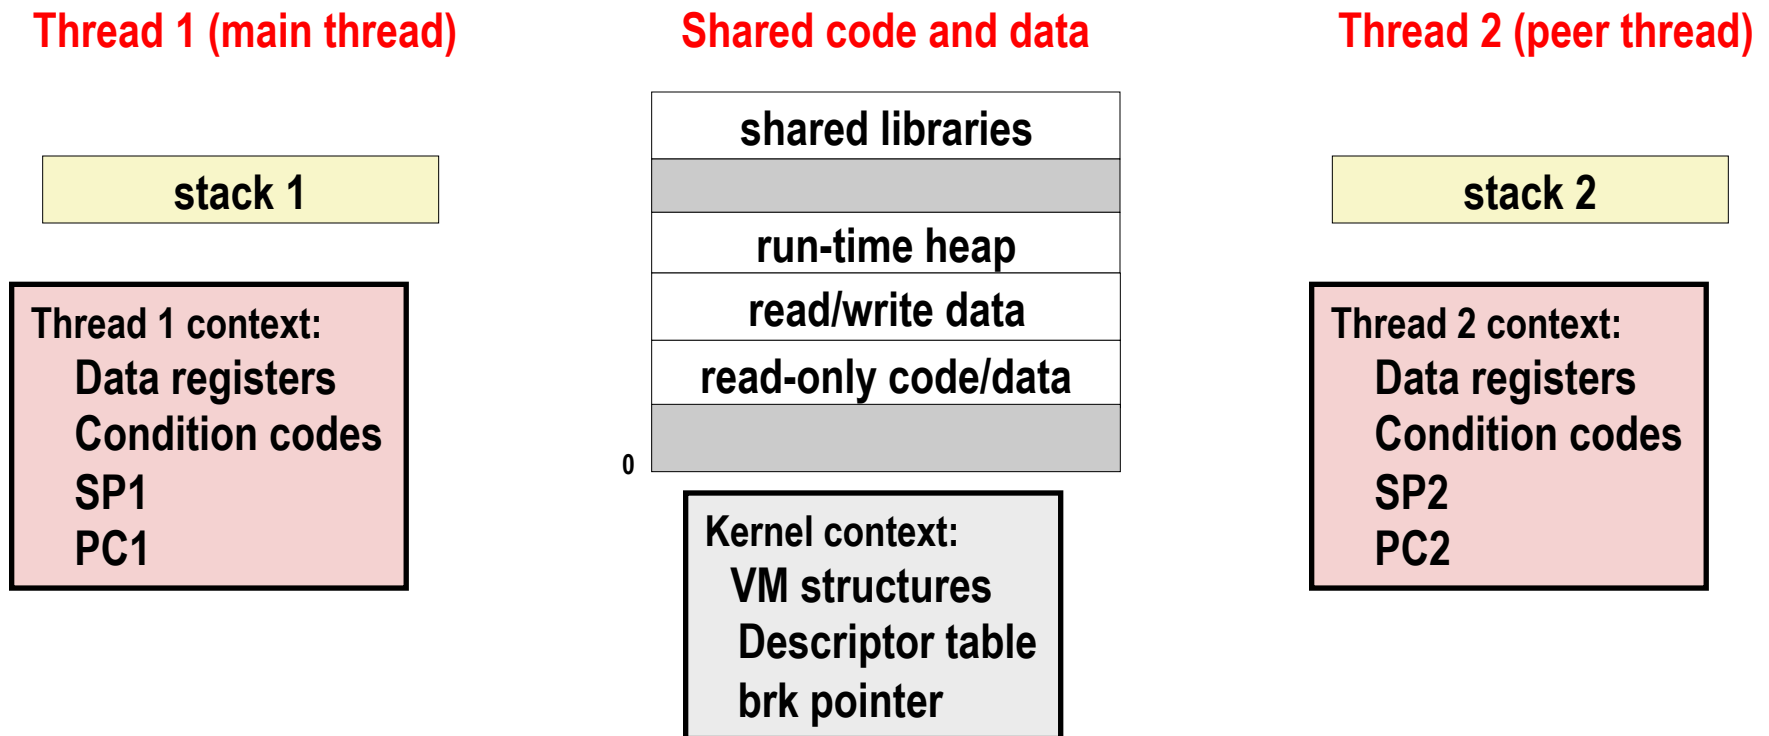 Thread 1 (main thread)
Shared code and data
Thread 2 (peer thread)
stack 1
Thread 1 context:
Data registers
Condition codes
SP1
PC1
shared libraries
run-time heap
read/write data
read-only code/data
0
Kernel context:
VM structures
Descriptor table
brk pointer
stack 2
Thread 2 context:
Data registers
Condition codes
SP2
PC2